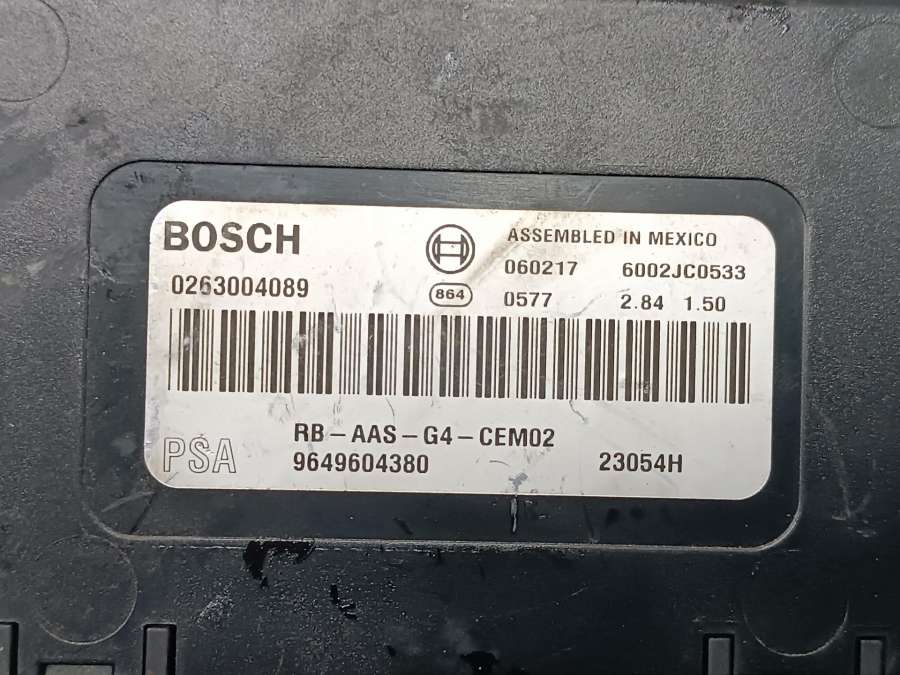 BOSCH
ASSEMBLED IN MEXICO
0263004089
060217 6002JC0533
864
0577 2.84 1.50
RB-AAS-G4-CEM02
PSA
9649604380 23054H